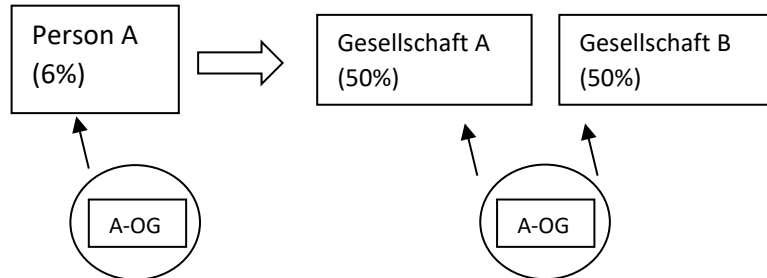 Person A
(6%)
Gesellschaft A
(50%)
Gesellschaft B
(50%)
A-OG
A-OG